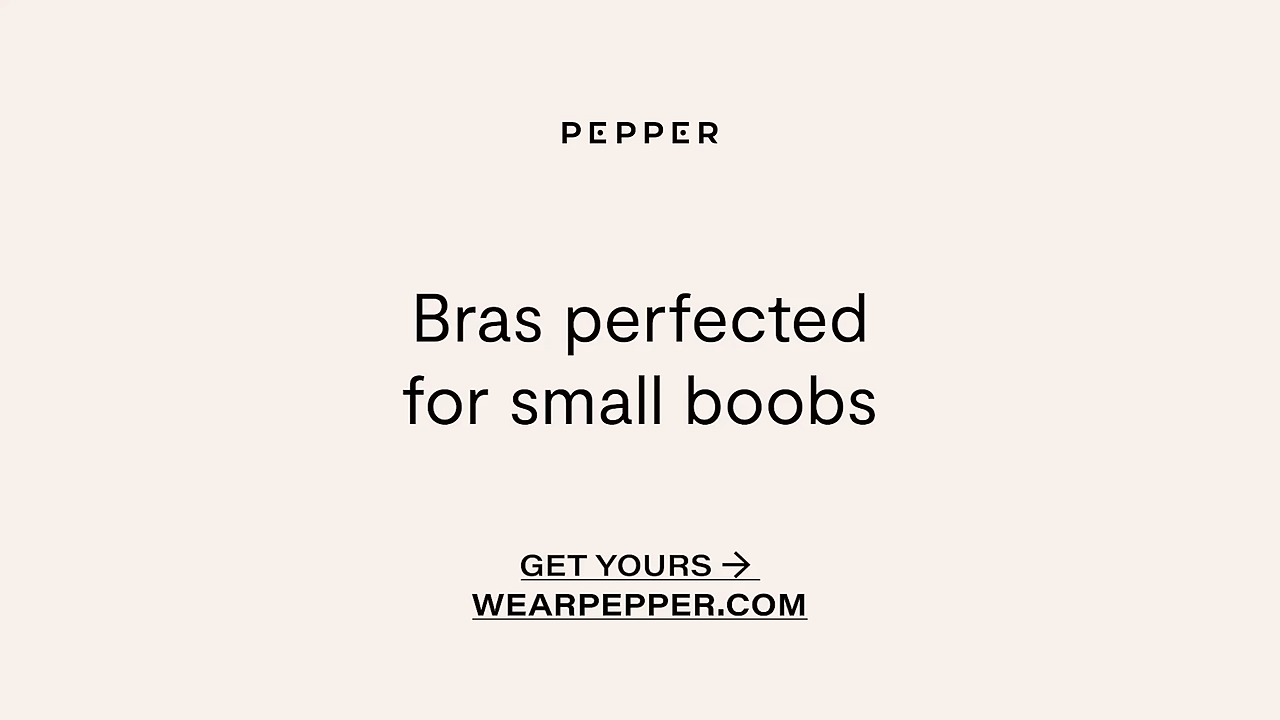 PEPPER
Bras perfected
for small boobs
GET YOURS →
WEARPEPPER.COM